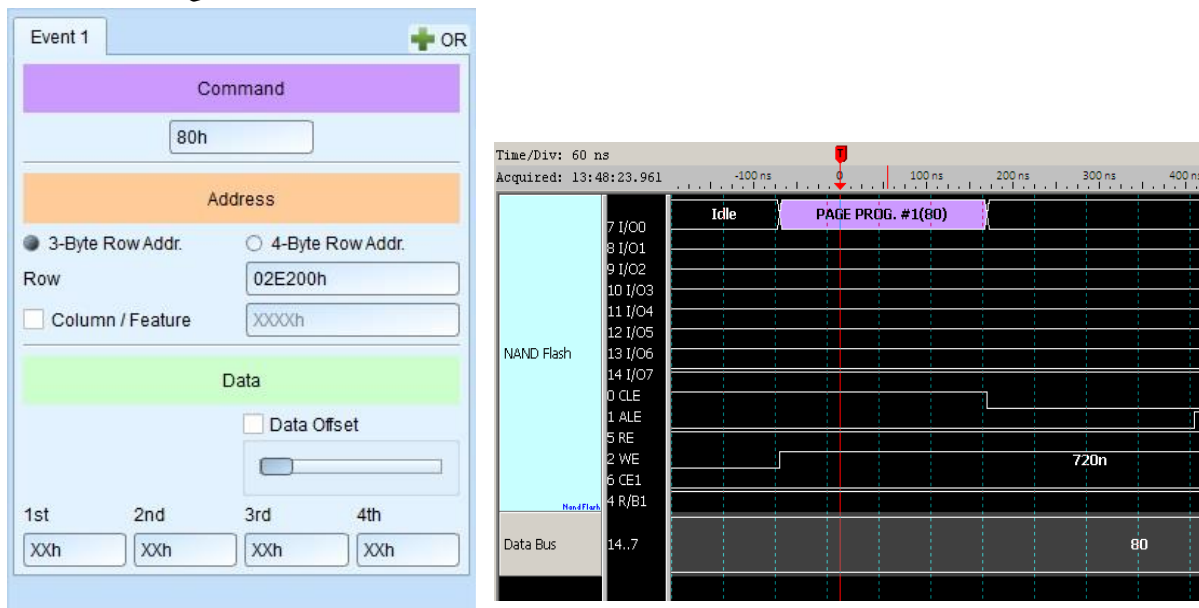 Event 1
OR
Command
80h
Address
3-Byte Row Addr.
4-Byte Row Addr.
Row
02E200h
Column / Feature
XXXXh
Data
Data Offset
1st 2nd 3rd 4th
XXh XXh XXh XXh
Time/Div: 60 ns
T
Acquired: 13:48:23.961
-100 ns 0 100 ns 200 ns 300 ns 400 n
Idle PAGE PROG. #1(80)
7 I/O0
8 I/O1
9 I/O2
10 I/O3
11 I/O4
12 I/O5
NAND Flash 13 I/O6
14 I/O7
0 CLE
1 ALE
5 RE
2 WE 720n
6 CE1
NandFlash 4 R/B1
Data Bus 14..7 80